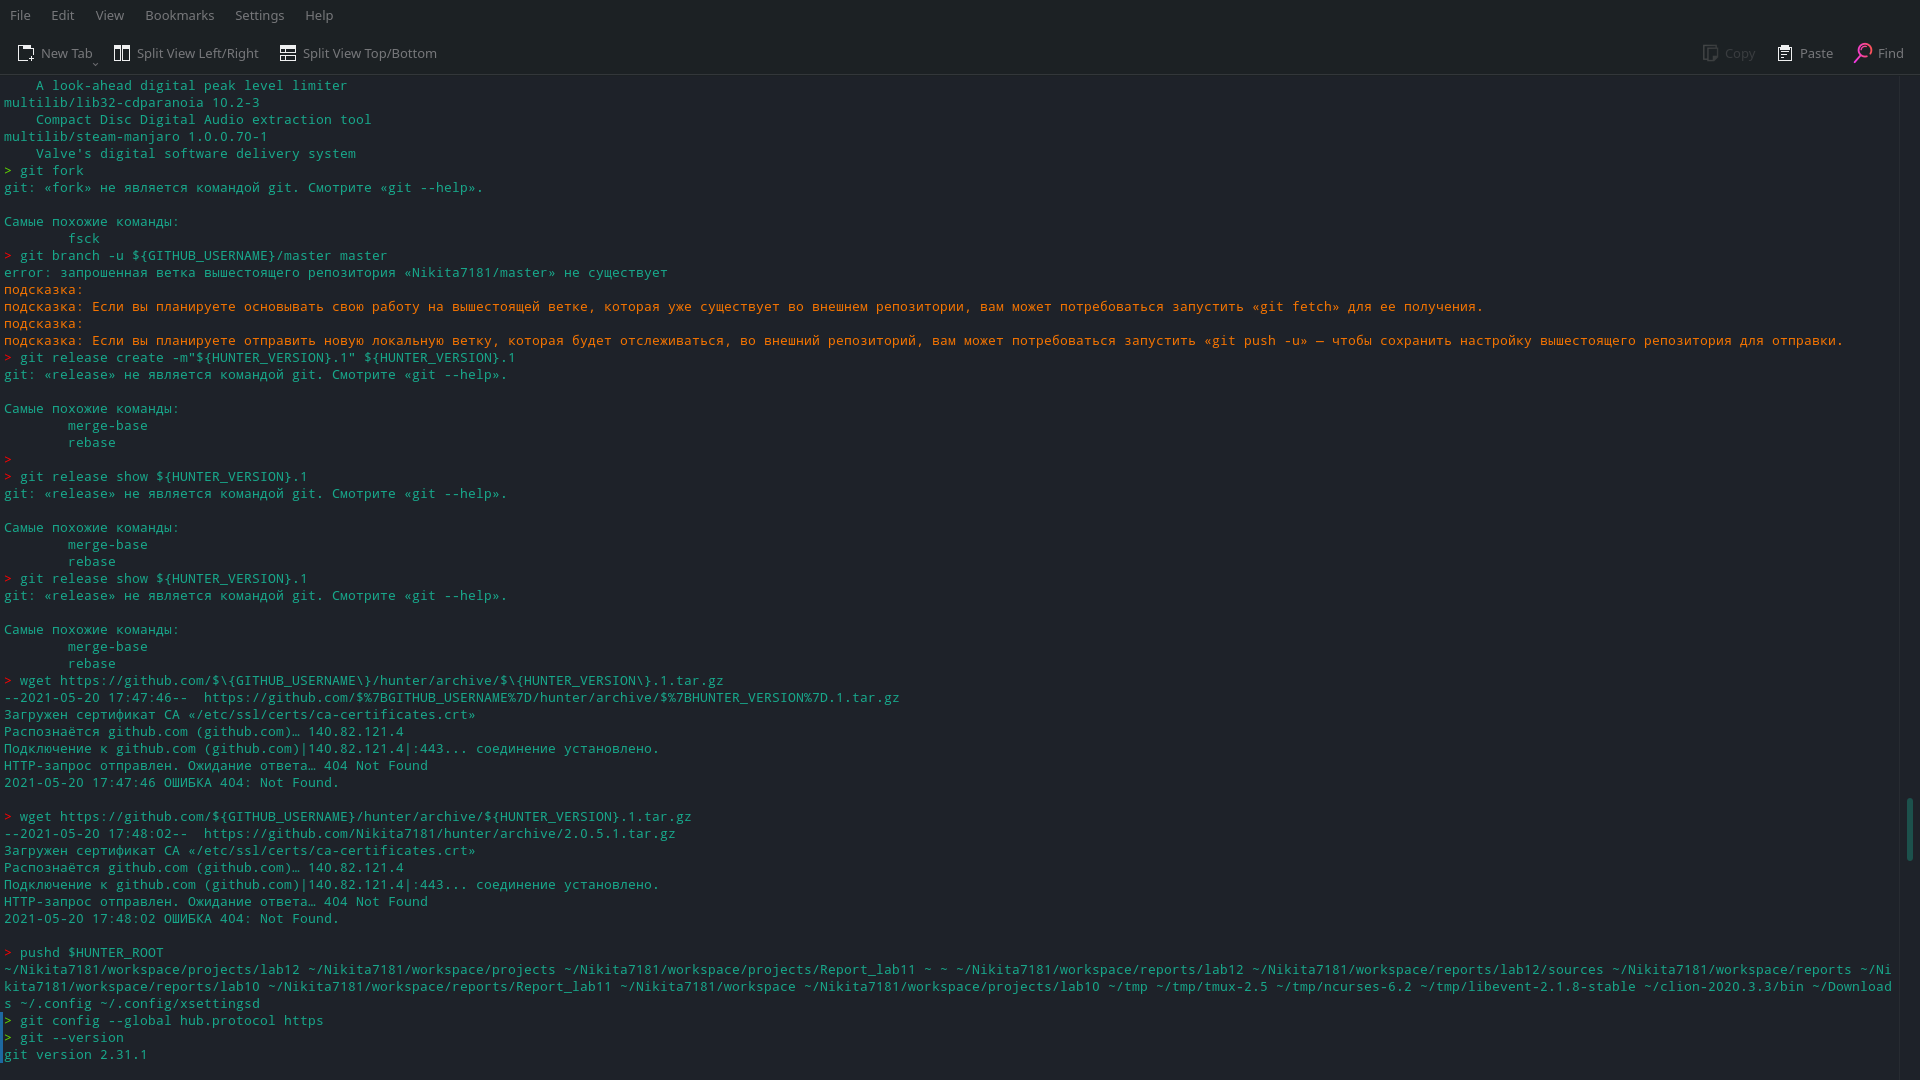 File Edit View Bookmarks Settings Help
New Tab Split View Left/Right Split View Top/Bottom Copy Paste Find
A look-ahead digital peak level limiter
multilib/lib32-cdparanoia 10.2-3
Compact Disc Digital Audio extraction tool
multilib/steam-manjaro 1.0.0.70-1
Valve's digital software delivery system
> git fork
git: «fork» не является командой git. Смотрите «git --help».
Самые похожие команды:
fsck
> git branch -u ${GITHUB_USERNAME}/master master
error: запрошенная ветка вышестоящего репозитория «Nikita7181/master» не существует
подсказка:
подсказка: Если вы планируете основывать свою работу на вышестоящей ветке, которая уже существует во внешнем репозитории, вам может потребоваться запустить «git fetch» для ее получения.
подсказка:
подсказка: Если вы планируете отправить новую локальную ветку, которая будет отслеживаться, во внешний репозиторий, вам может потребоваться запустить «git push -u» — чтобы сохранить настройку вышестоящего репозитория для отправки.
> git release create -m"${HUNTER_VERSION}.1" ${HUNTER_VERSION}.1
git: «release» не является командой git. Смотрите «git --help».
Самые похожие команды:
merge-base
rebase
>
> git release show ${HUNTER_VERSION}.1
git: «release» не является командой git. Смотрите «git --help».
Самые похожие команды:
merge-base
rebase
> git release show ${HUNTER_VERSION}.1
git: «release» не является командой git. Смотрите «git --help».
Самые похожие команды:
merge-base
rebase
> wget https://github.com/$\{GITHUB_USERNAME\}/hunter/archive/$\{HUNTER_VERSION\}.1.tar.gz
--2021-05-20 17:47:46--  https://github.com/$%7BGITHUB_USERNAME%7D/hunter/archive/$%7BHUNTER_VERSION%7D.1.tar.gz
Загружен сертификат CA «/etc/ssl/certs/ca-certificates.crt»
Распознаётся github.com (github.com)… 140.82.121.4
Подключение к github.com (github.com)|140.82.121.4|:443... соединение установлено.
HTTP-запрос отправлен. Ожидание ответа… 404 Not Found
2021-05-20 17:47:46 ОШИБКА 404: Not Found.
> wget https://github.com/${GITHUB_USERNAME}/hunter/archive/${HUNTER_VERSION}.1.tar.gz
--2021-05-20 17:48:02--  https://github.com/Nikita7181/hunter/archive/2.0.5.1.tar.gz
Загружен сертификат CA «/etc/ssl/certs/ca-certificates.crt»
Распознаётся github.com (github.com)… 140.82.121.4
Подключение к github.com (github.com)|140.82.121.4|:443... соединение установлено.
HTTP-запрос отправлен. Ожидание ответа… 404 Not Found
2021-05-20 17:48:02 ОШИБКА 404: Not Found.
> pushd $HUNTER_ROOT
~/Nikita7181/workspace/projects/lab12 ~/Nikita7181/workspace/projects ~/Nikita7181/workspace/projects/Report_lab11 ~ ~ ~/Nikita7181/workspace/reports/lab12 ~/Nikita7181/workspace/reports/lab12/sources ~/Nikita7181/workspace/reports ~/Ni
kita7181/workspace/reports/lab10 ~/Nikita7181/workspace/reports/Report_lab11 ~/Nikita7181/workspace ~/Nikita7181/workspace/projects/lab10 ~/tmp ~/tmp/tmux-2.5 ~/tmp/ncurses-6.2 ~/tmp/libevent-2.1.8-stable ~/clion-2020.3.3/bin ~/Download
s ~/.config ~/.config/xsettingsd
> git config --global hub.protocol https
> git --version
git version 2.31.1